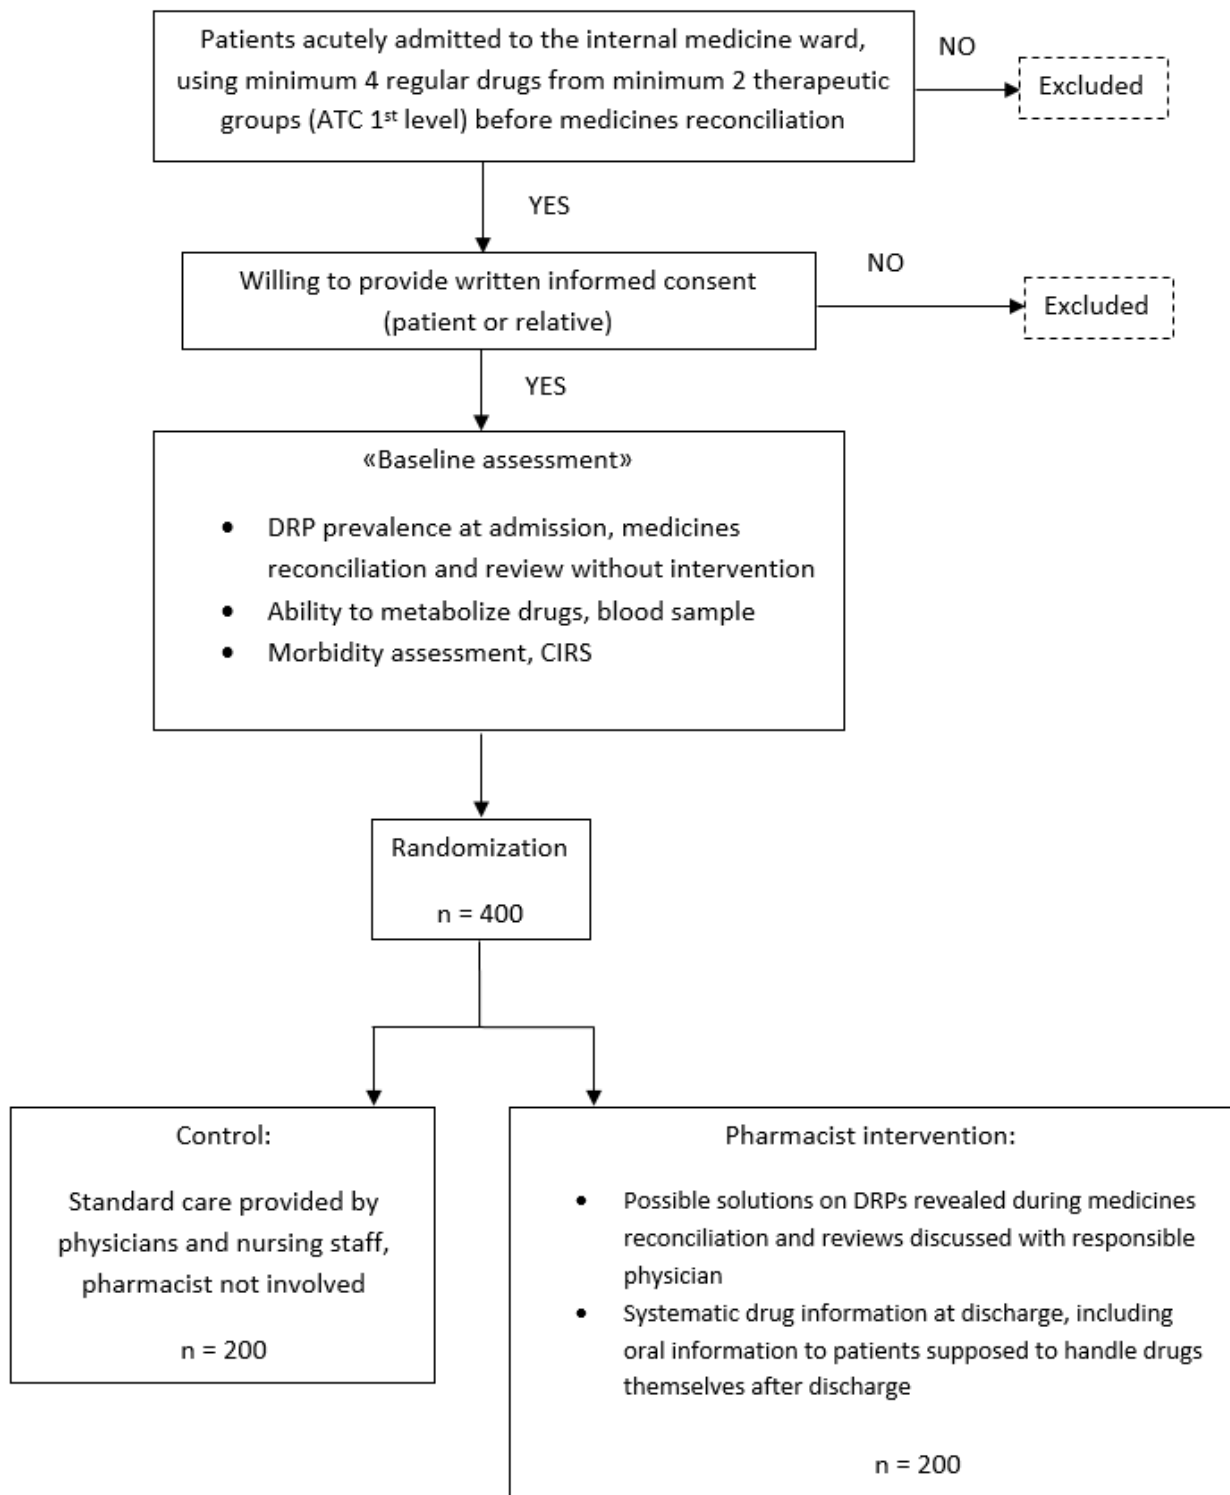 Patients acutely admitted to the internal medicine ward,
using minimum 4 regular drugs from minimum 2 therapeutic
groups (ATC 1st level) before medicines reconciliation
NO
Excluded
YES
Willing to provide written informed consent
(patient or relative)
NO
Excluded
YES
«Baseline assessment»
• DRP prevalence at admission, medicines
reconciliation and review without intervention
• Ability to metabolize drugs, blood sample
• Morbidity assessment, CIRS
Randomization
n = 400
Control:
Standard care provided by
physicians and nursing staff,
pharmacist not involved
n = 200
Pharmacist intervention:
• Possible solutions on DRPs revealed during medicines
reconciliation and reviews discussed with responsible
physician
• Systematic drug information at discharge, including
oral information to patients supposed to handle drugs
themselves after discharge
n = 200